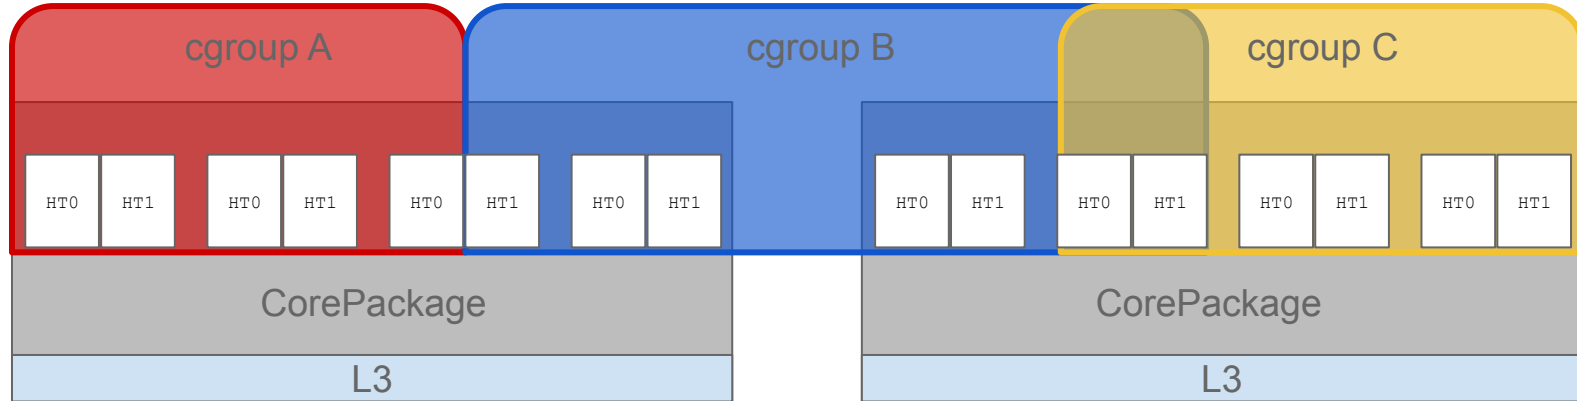 cgroup A cgroup B cgroup C
HT0 HT1 HT0 HT1 HT0 HT1 HT0 HT1 HT0 HT1 HT0 HT1 HT0 HT1 HT0 HT1
CorePackage CorePackage
L3 L3